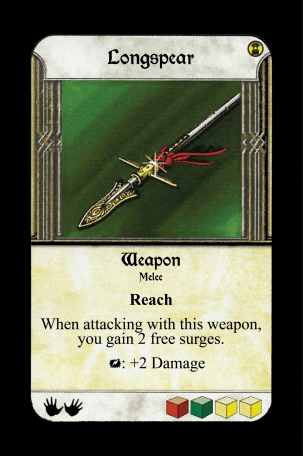 Longspear
Weapon
Melee
Reach
When attacking with this weapon,
you gain 2 free surges.
: +2 Damage